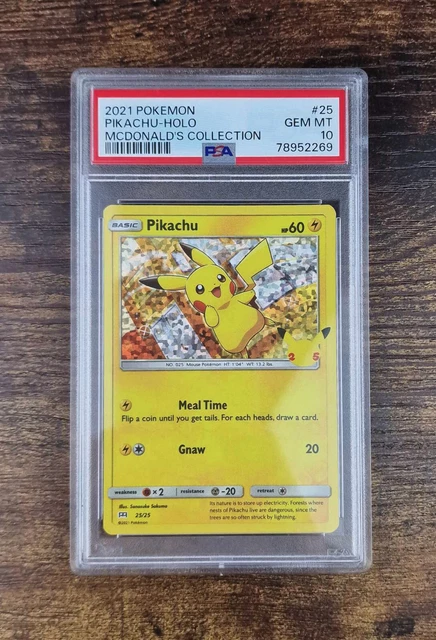 2021 POKEMON #25
PIKACHU-HOLO GEM MT
MCDONALD'S COLLECTION 10
PSA 78952269
BASIC Pikachu HP60
25
NO. 025 Mouse Pokémon HT: 1'04" WT: 13.2 lbs.
Meal Time
Flip a coin until you get tails. For each heads, draw a card.
Gnaw 20
weakness ×2 resistance -20 retreat
Illus. Sanosuke Sakuma
25/25
©2021 Pokémon
Its nature is to store up electricity. Forests where
nests of Pikachu live are dangerous, since the
trees are so often struck by lightning.